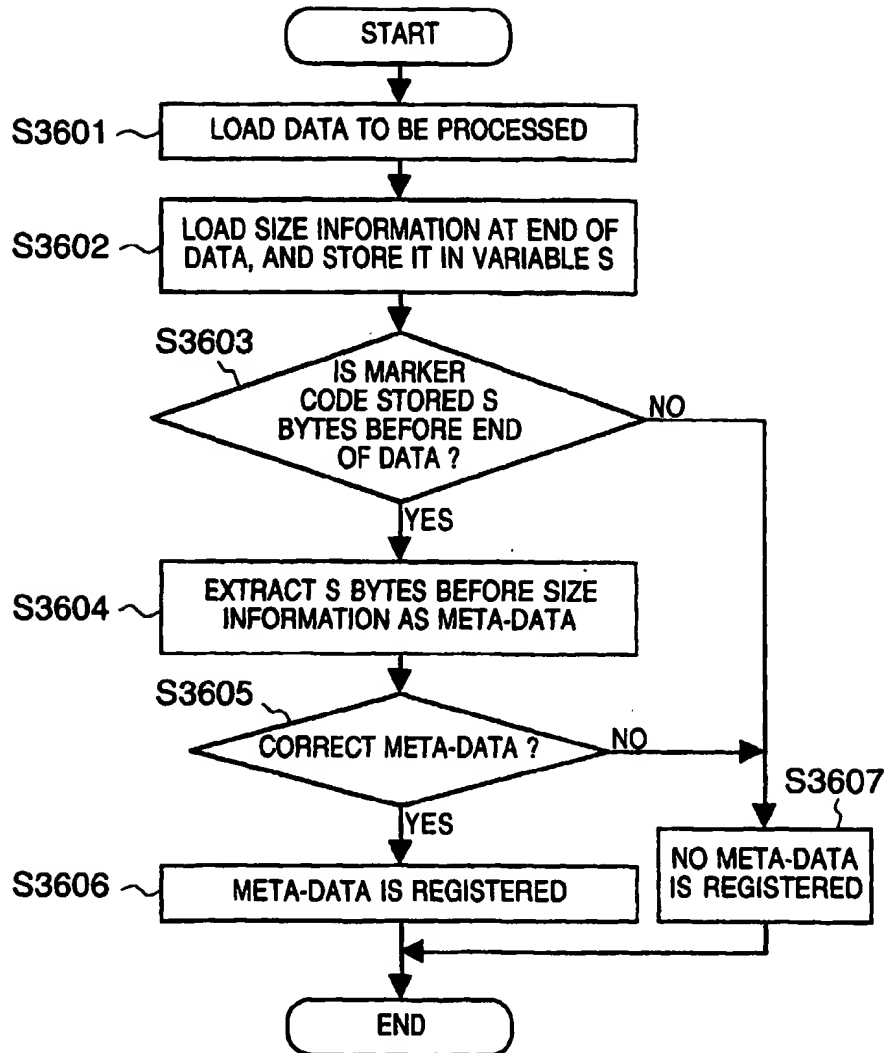 START
S3601
LOAD DATA TO BE PROCESSED
S3602
LOAD SIZE INFORMATION AT END OF
DATA, AND STORE IT IN VARIABLE S
S3603
IS MARKER
CODE STORED S
BYTES BEFORE END
OF DATA ?
NO
YES
S3604
EXTRACT S BYTES BEFORE SIZE
INFORMATION AS META-DATA
S3605
CORRECT META-DATA ?
NO
YES
S3607
NO META-DATA
IS REGISTERED
S3606
META-DATA IS REGISTERED
END